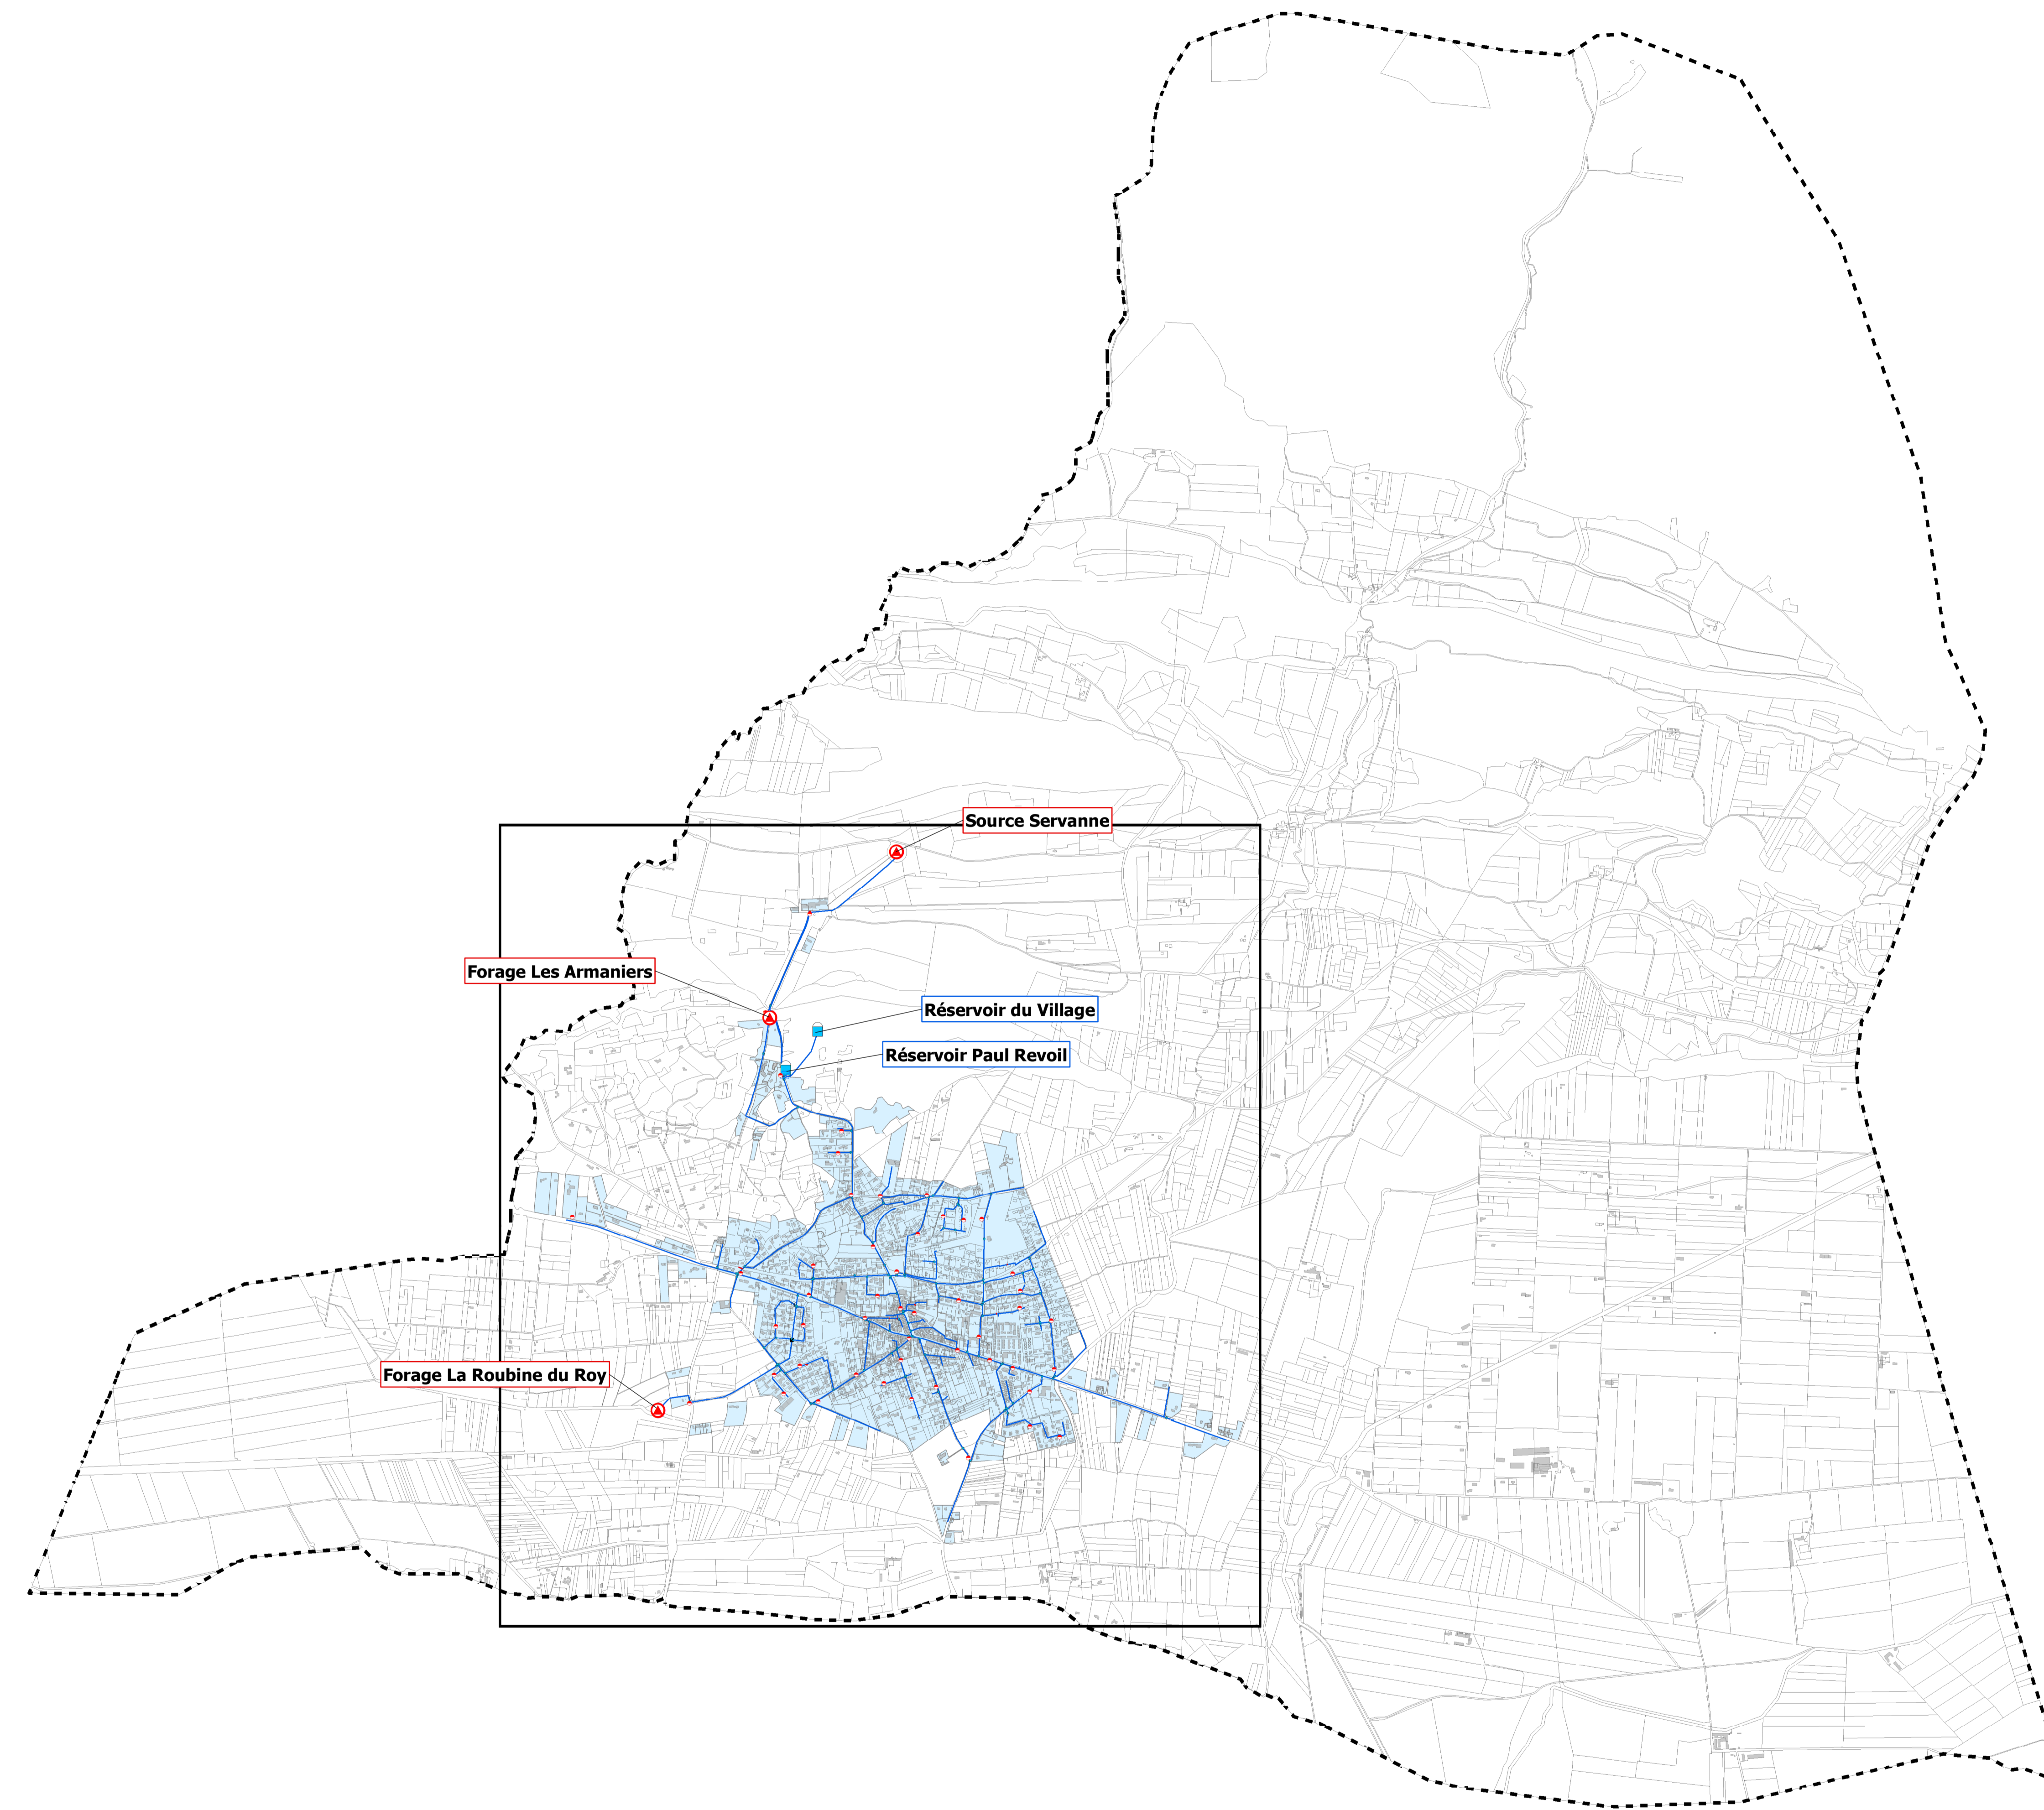 Source Servanne
Forage Les Armaniers
Réservoir du Village
Réservoir Paul Revoil
Forage La Roubine du Roy